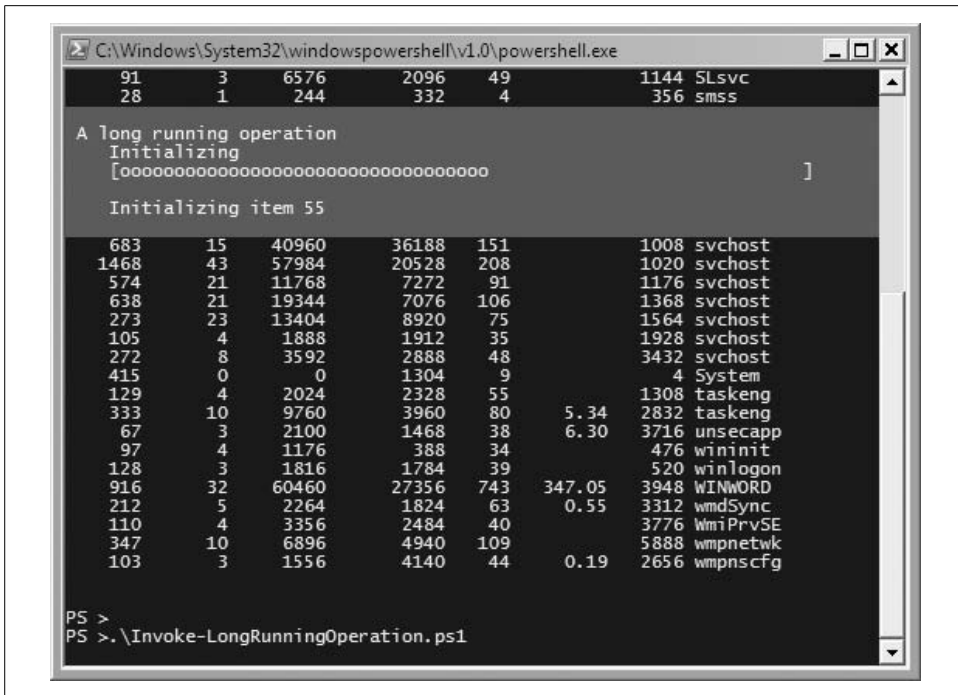 C:\Windows\System32\windowspowershell\v1.0\powershell.exe
91 3 6576 2096 49 1144 SLsvc
28 1 244 332 4 356 smss
A long running operation
Initializing
[oooooooooooooooooooooooooooooooooo ]
Initializing item 55
683 15 40960 36188 151 1008 svchost
1468 43 57984 20528 208 1020 svchost
574 21 11768 7272 91 1176 svchost
638 21 19344 7076 106 1368 svchost
273 23 13404 8920 75 1564 svchost
105 4 1888 1912 35 1928 svchost
272 8 3592 2888 48 3432 svchost
415 0 0 1304 9 4 System
129 4 2024 2328 55 1308 taskeng
333 10 9760 3960 80 5.34 2832 taskeng
67 3 2100 1468 38 6.30 3716 unsecapp
97 4 1176 388 34 476 wininit
128 3 1816 1784 39 520 winlogon
916 32 60460 27356 743 347.05 3948 WINWORD
212 5 2264 1824 63 0.55 3312 wmdSync
110 4 3356 2484 40 3776 WmiPrvSE
347 10 6896 4940 109 5888 wmpnetwk
103 3 1556 4140 44 0.19 2656 wmpnscfg
PS >
PS >.\Invoke-LongRunningOperation.ps1